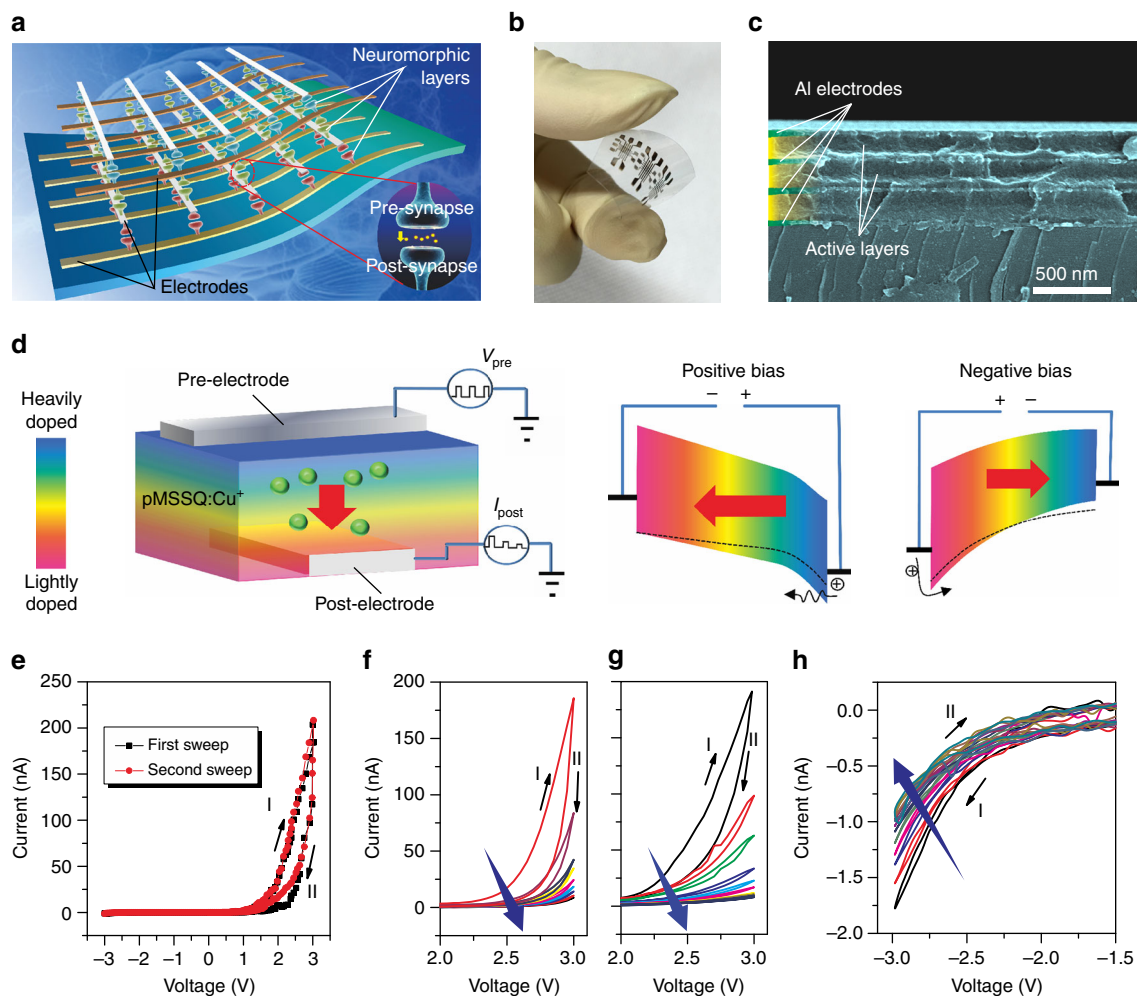 a
Neuromorphic
layers
Pre-synapse
Post-synapse
Electrodes
b
c
Al electrodes
Active layers
500 nm
d
Heavily
doped
Lightly
doped
Pre-electrode
V pre
pMSSQ:Cu+
I post
Post-electrode
Positive bias
− +
⊕
Negative bias
+ −
⊕
e
250
200
150
100
50
0
Current (nA)
First sweep
Second sweep
I
II
−3 −2 −1 0 1 2 3
Voltage (V)
f
200
150
100
50
0
Current (nA)
I
II
2.0 2.5 3.0
Voltage (V)
g
I
II
2.0 2.5 3.0
Voltage (V)
h
0.0
−0.5
−1.0
−1.5
−2.0
Current (nA)
II
I
−3.0 −2.5 −2.0 −1.5
Voltage (V)